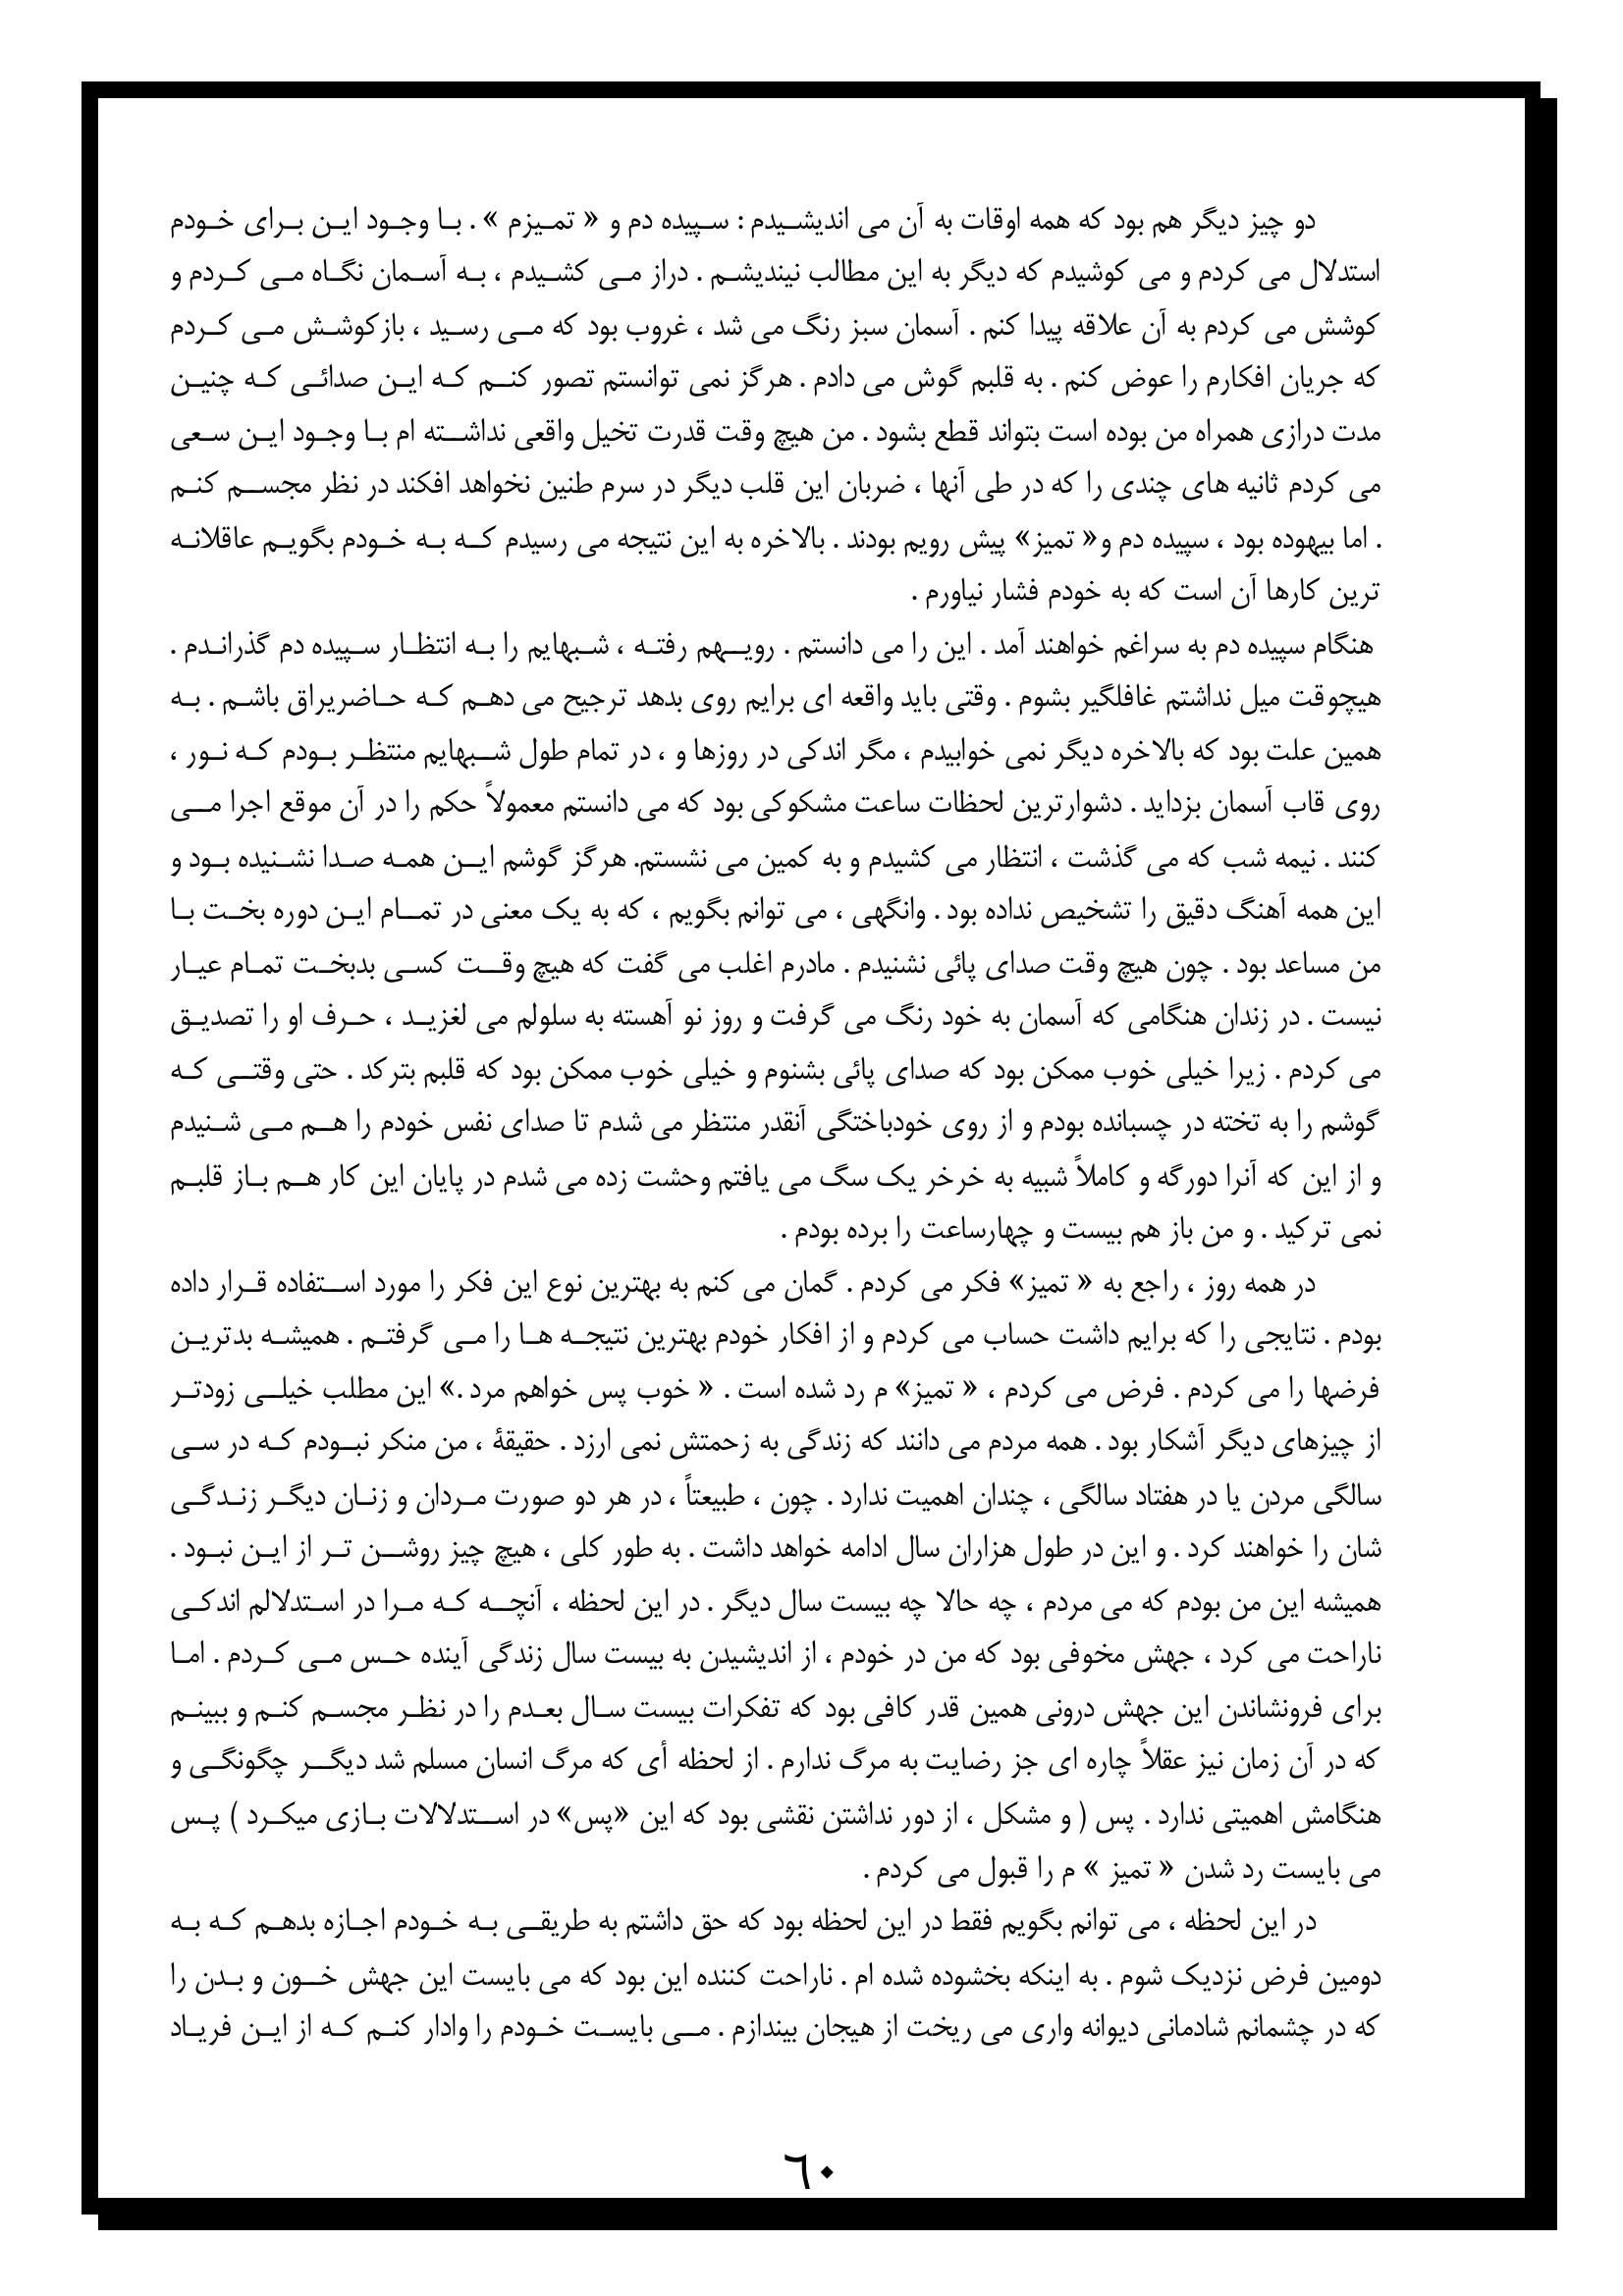 دو چیز دیگر هم بود که همه اوقات به آن می اندیشیدم : سپیده دم و « تمیزم » . با وجود این برای خودم
استدلال می کردم و می کوشیدم که دیگر به این مطالب نیندیشم . دراز می کشیدم ، به آسمان نگاه می کردم و
کوشش می کردم به آن علاقه پیدا کنم . آسمان سبز رنگ می شد ، غروب بود که می رسید ، بازکوشش می کردم
که جریان افکارم را عوض کنم . به قلبم گوش می دادم . هرگز نمی توانستم تصور کنم که این صدائی که چنین
مدت درازی همراه من بوده است بتواند قطع بشود . من هیچ وقت قدرت تخیل واقعی نداشته ام با وجود این سعی
می کردم ثانیه های چندی را که در طی آنها ، ضربان این قلب دیگر در سرم طنین نخواهد افکند در نظر مجسم کنم
. اما بیهوده بود ، سپیده دم و« تمیز» پیش رویم بودند . بالاخره به این نتیجه می رسیدم که به خودم بگویم عاقلانه
ترین کارها آن است که به خودم فشار نیاورم .
هنگام سپیده دم به سراغم خواهند آمد . این را می دانستم . رویهم رفته ، شبهایم را به انتظار سپیده دم گذراندم .
هیچوقت میل نداشتم غافلگیر بشوم . وقتی باید واقعه ای برایم روی بدهد ترجیح می دهم که حاضریراق باشم . به
همین علت بود که بالاخره دیگر نمی خوابیدم ، مگر اندکی در روزها و ، در تمام طول شبهایم منتظر بودم که نور ،
روی قاب آسمان بزداید . دشوارترین لحظات ساعت مشکوکی بود که می دانستم معمولاً حکم را در آن موقع اجرا می
کنند . نیمه شب که می گذشت ، انتظار می کشیدم و به کمین می نشستم. هرگز گوشم این همه صدا نشنیده بود و
این همه آهنگ دقیق را تشخیص نداده بود . وانگهی ، می توانم بگویم ، که به یک معنی در تمام این دوره بخت با
من مساعد بود . چون هیچ وقت صدای پائی نشنیدم . مادرم اغلب می گفت که هیچ وقت کسی بدبخت تمام عیار
نیست . در زندان هنگامی که آسمان به خود رنگ می گرفت و روز نو آهسته به سلولم می لغزید ، حرف او را تصدیق
می کردم . زیرا خیلی خوب ممکن بود که صدای پائی بشنوم و خیلی خوب ممکن بود که قلبم بترکد . حتی وقتی که
گوشم را به تخته در چسبانده بودم و از روی خودباختگی آنقدر منتظر می شدم تا صدای نفس خودم را هم می شنیدم
و از این که آنرا دورگه و کاملاً شبیه به خرخر یک سگ می یافتم وحشت زده می شدم در پایان این کار هم باز قلبم
نمی ترکید . و من باز هم بیست و چهارساعت را برده بودم .
در همه روز ، راجع به « تمیز» فکر می کردم . گمان می کنم به بهترین نوع این فکر را مورد استفاده قرار داده
بودم . نتایجی را که برایم داشت حساب می کردم و از افکار خودم بهترین نتیجه ها را می گرفتم . همیشه بدترین
فرضها را می کردم . فرض می کردم ، « تمیز» م رد شده است . « خوب پس خواهم مرد .» این مطلب خیلی زودتر
از چیزهای دیگر آشکار بود . همه مردم می دانند که زندگی به زحمتش نمی ارزد . حقیقهٔ ، من منکر نبودم که در سی
سالگی مردن یا در هفتاد سالگی ، چندان اهمیت ندارد . چون ، طبیعتاً ، در هر دو صورت مردان و زنان دیگر زندگی
شان را خواهند کرد . و این در طول هزاران سال ادامه خواهد داشت . به طور کلی ، هیچ چیز روشن تر از این نبود .
همیشه این من بودم که می مردم ، چه حالا چه بیست سال دیگر . در این لحظه ، آنچه که مرا در استدلالم اندکی
ناراحت می کرد ، جهش مخوفی بود که من در خودم ، از اندیشیدن به بیست سال زندگی آینده حس می کردم . اما
برای فرونشاندن این جهش درونی همین قدر کافی بود که تفکرات بیست سال بعدم را در نظر مجسم کنم و ببینم
که در آن زمان نیز عقلاً چاره ای جز رضایت به مرگ ندارم . از لحظه أی که مرگ انسان مسلم شد دیگر چگونگی و
هنگامش اهمیتی ندارد . پس ( و مشکل ، از دور نداشتن نقشی بود که این «پس» در استدلالات بازی میکرد ) پس
می بایست رد شدن « تمیز » م را قبول می کردم .
در این لحظه ، می توانم بگویم فقط در این لحظه بود که حق داشتم به طریقی به خودم اجازه بدهم که به
دومین فرض نزدیک شوم . به اینکه بخشوده شده ام . ناراحت کننده این بود که می بایست این جهش خون و بدن را
که در چشمانم شادمانی دیوانه واری می ریخت از هیجان بیندازم . می بایست خودم را وادار کنم که از این فریاد
٦٠